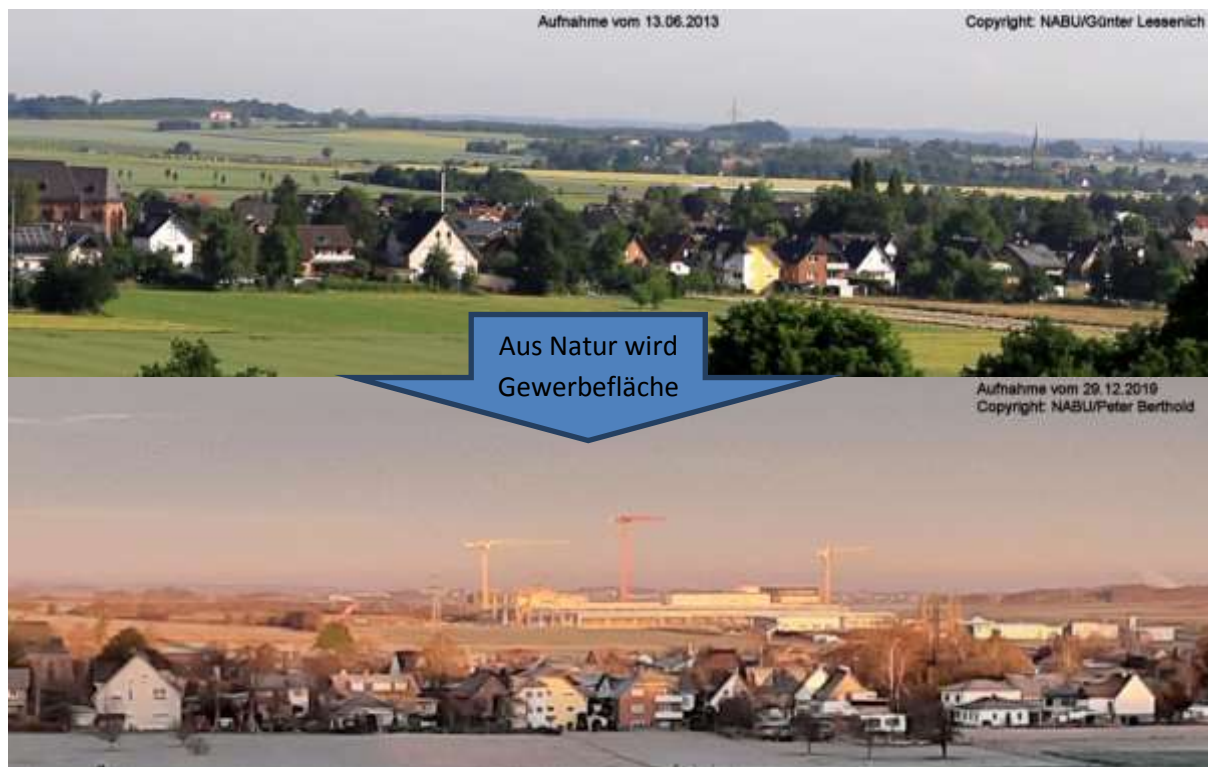 Aufnahme vom 13.06.2013
Copyright: NABU/Günter Lessenich
Aus Natur wird
Gewerbefläche
Aufnahme vom 29.12.2019
Copyright: NABU/Peter Berthold